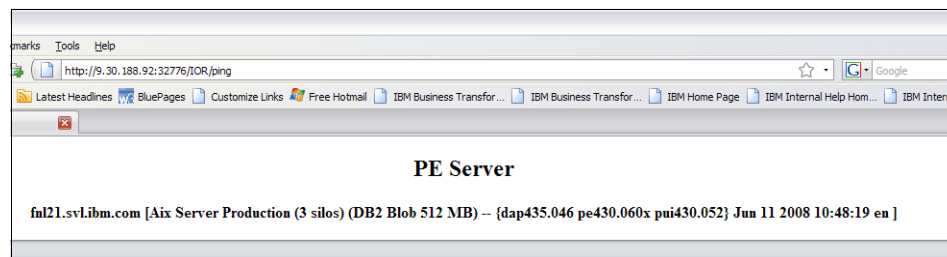 Tools Help
http://9.30.188.92:32776/IOR/ping G Google
Latest Headlines BluePages Customize Links Free Hotmail IBM Business Transfor... IBM Business Transfor... IBM Home Page IBM Internal Help Hom...
PE Server
fnl21.svl.ibm.com [Aix Server Production (3 silos) (DB2 Blob 512 MB) -- {dap435.046 pe430.060x pui430.052} Jun 11 2008 10:48:19 en ]